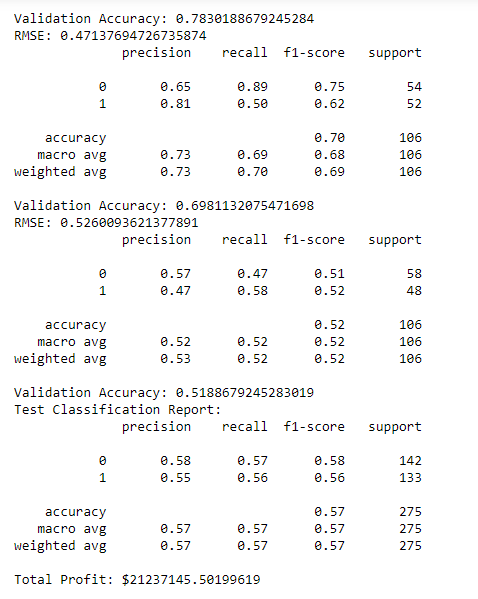 Validation Accuracy: 0.7830188679245284
RMSE: 0.47137694726735874
precision recall f1-score support
0 0.65 0.89 0.75 54
1 0.81 0.50 0.62 52
accuracy 0.70 106
macro avg 0.73 0.69 0.68 106
weighted avg 0.73 0.70 0.69 106
Validation Accuracy: 0.6981132075471698
RMSE: 0.5260093621377891
precision recall f1-score support
0 0.57 0.47 0.51 58
1 0.47 0.58 0.52 48
accuracy 0.52 106
macro avg 0.52 0.52 0.52 106
weighted avg 0.53 0.52 0.52 106
Validation Accuracy: 0.5188679245283019
Test Classification Report:
precision recall f1-score support
0 0.58 0.57 0.58 142
1 0.55 0.56 0.56 133
accuracy 0.57 275
macro avg 0.57 0.57 0.57 275
weighted avg 0.57 0.57 0.57 275
Total Profit: $21237145.50199619